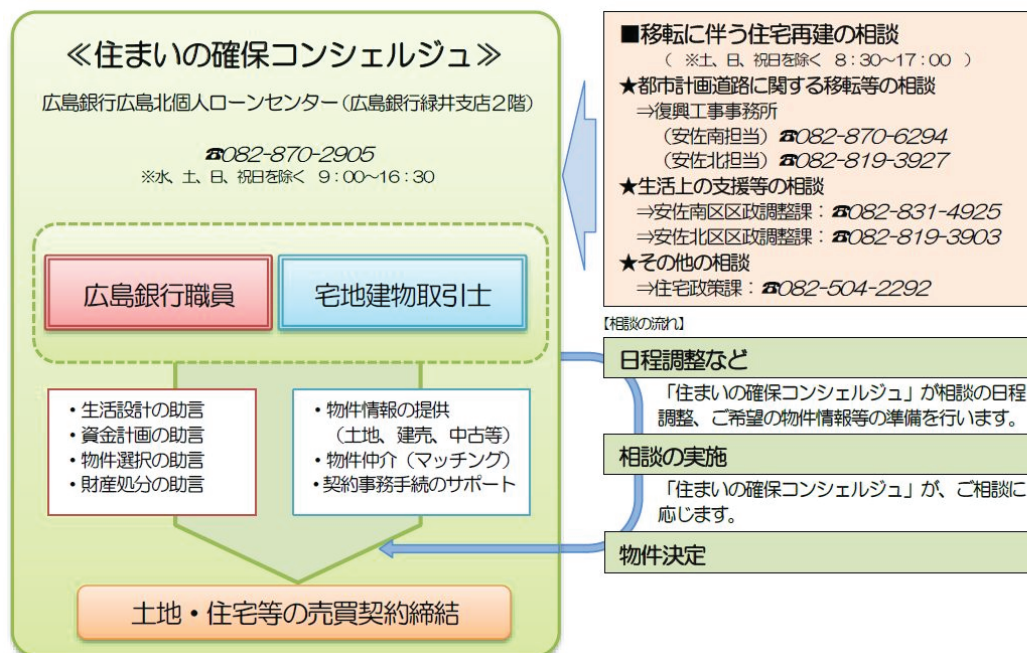 ≪住まいの確保コンシェルジュ≫
広島銀行広島北個人ローンセンター(広島銀行緑井支店2階)
☎082-870-2905
※水、土、日、祝日を除く 9:00~16:30
広島銀行職員
宅地建物取引士
・生活設計の助言
・資金計画の助言
・物件選択の助言
・財産処分の助言
・物件情報の提供
(土地、建売、中古等)
・物件仲介(マッチング)
・契約事務手続のサポート
土地・住宅等の売買契約締結
■移転に伴う住宅再建の相談
( ※土、日、祝日を除く 8:30~17:00 )
★都市計画道路に関する移転等の相談
⇒復興工事事務所
(安佐南担当)☎082-870-6294
(安佐北担当)☎082-819-3927
★生活上の支援等の相談
⇒安佐南区区政調整課:☎082-831-4925
⇒安佐北区区政調整課:☎082-819-3903
★その他の相談
⇒住宅政策課:☎082-504-2292
【相談の流れ】
日程調整など
「住まいの確保コンシェルジュ」が相談の日程
調整、ご希望の物件情報等の準備を行います。
相談の実施
「住まいの確保コンシェルジュ」が、ご相談に
応じます。
物件決定